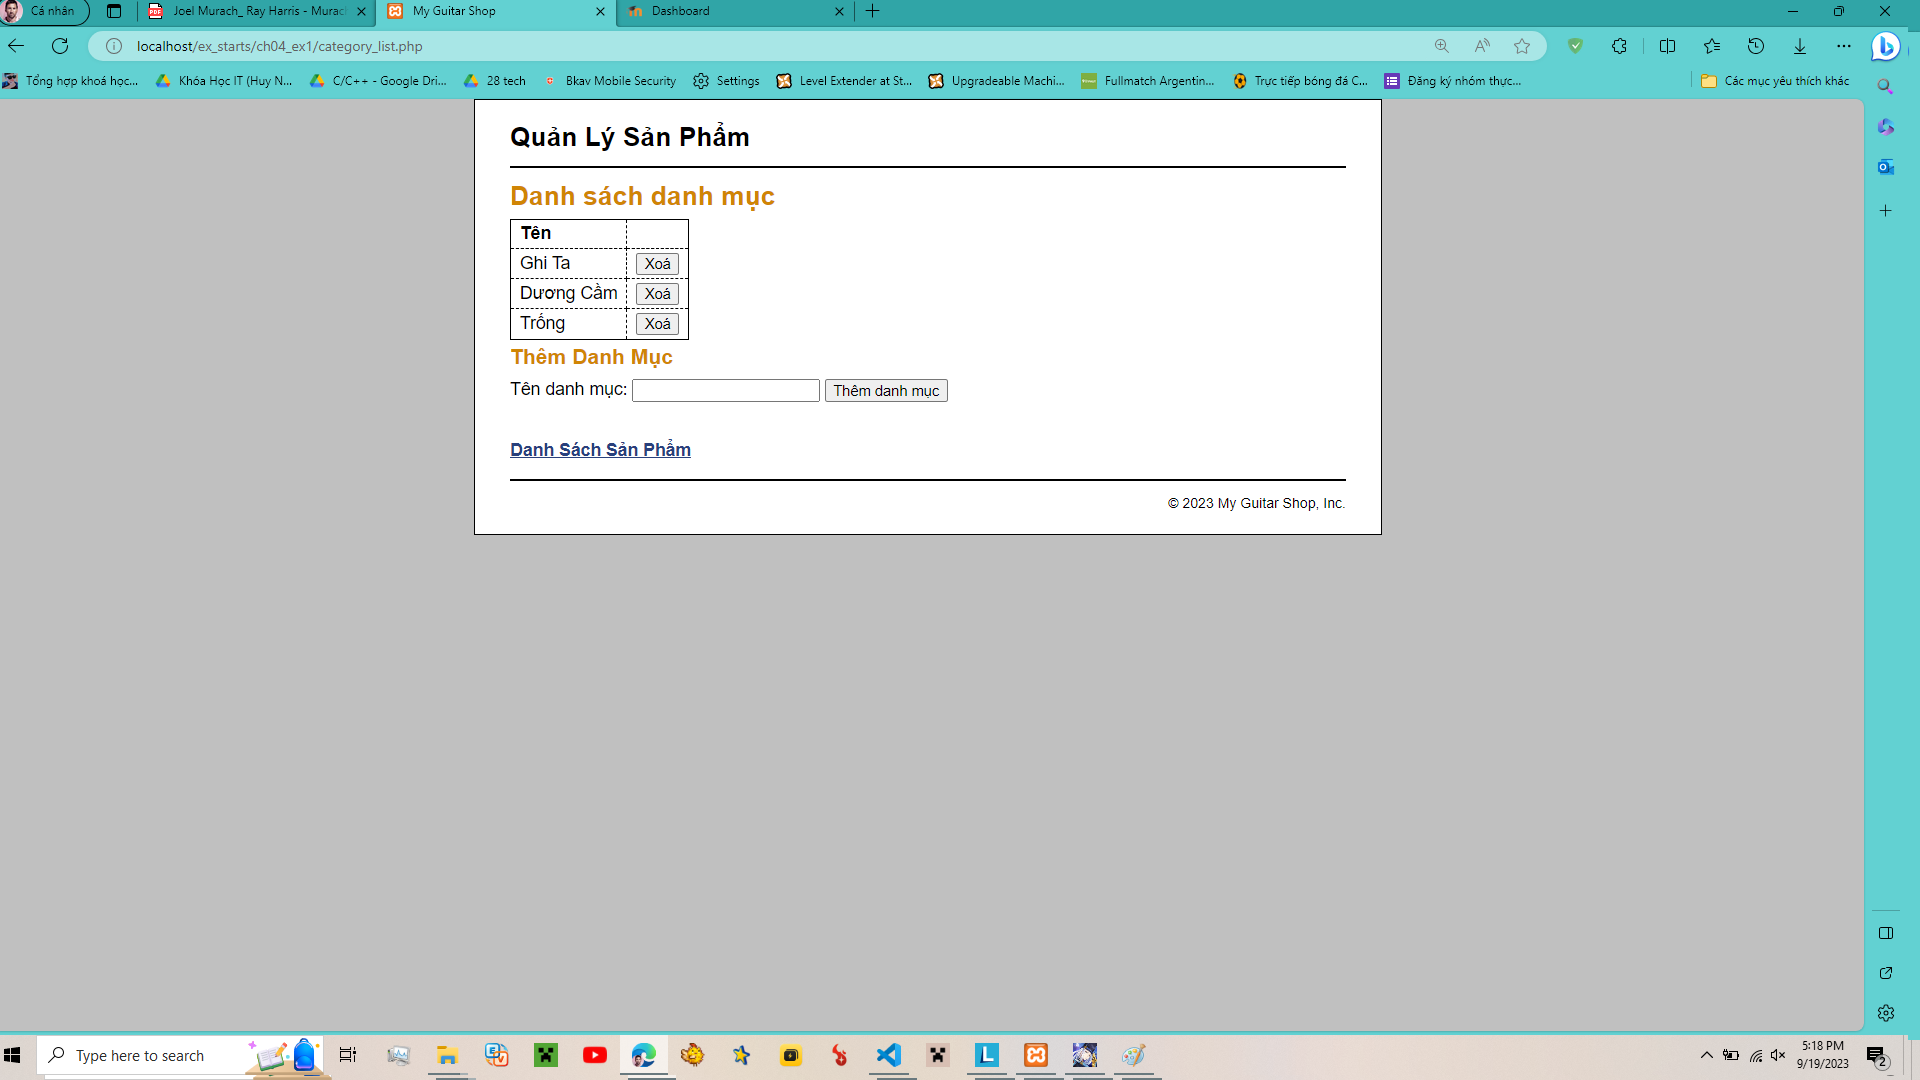 Cá nhân
Joel Murach_ Ray Harris - Murach
My Guitar Shop
Dashboard
localhost/ex_starts/ch04_ex1/category_list.php
Tổng hợp khoá học...
Khóa Học IT (Huy N...
C/C++ - Google Dri...
28 tech
Bkav Mobile Security
Settings
Level Extender at St...
Upgradeable Machi...
Fullmatch Argentin...
Trực tiếp bóng đá C...
Đăng ký nhóm thực...
Các mục yêu thích khác
Quản Lý Sản Phẩm
Danh sách danh mục
Tên
Ghi Ta Xoá
Dương Cầm Xoá
Trống Xoá
Thêm Danh Mục
Tên danh mục: Thêm danh mục
Danh Sách Sản Phẩm
© 2023 My Guitar Shop, Inc.
Type here to search
5:18 PM
9/19/2023
2